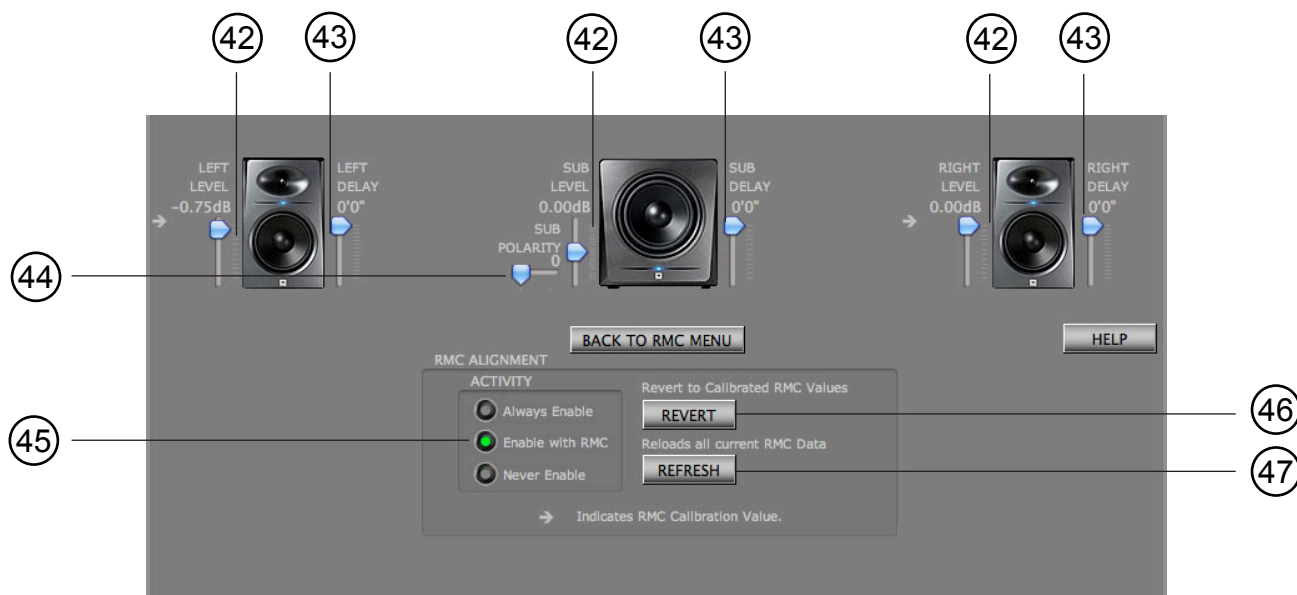 42 43 42 43 42 43
LEFT
LEVEL
-0.75dB
LEFT
DELAY
0'0"
SUB
LEVEL
0.00dB
SUB
POLARITY
0
SUB
DELAY
0'0"
RIGHT
LEVEL
0.00dB
RIGHT
DELAY
0'0"
44
BACK TO RMC MENU
HELP
RMC ALIGNMENT
ACTIVITY
Always Enable
Enable with RMC
Never Enable
45
Revert to Calibrated RMC Values
REVERT
46
Reloads all current RMC Data
REFRESH
47
→ Indicates RMC Calibration Value.